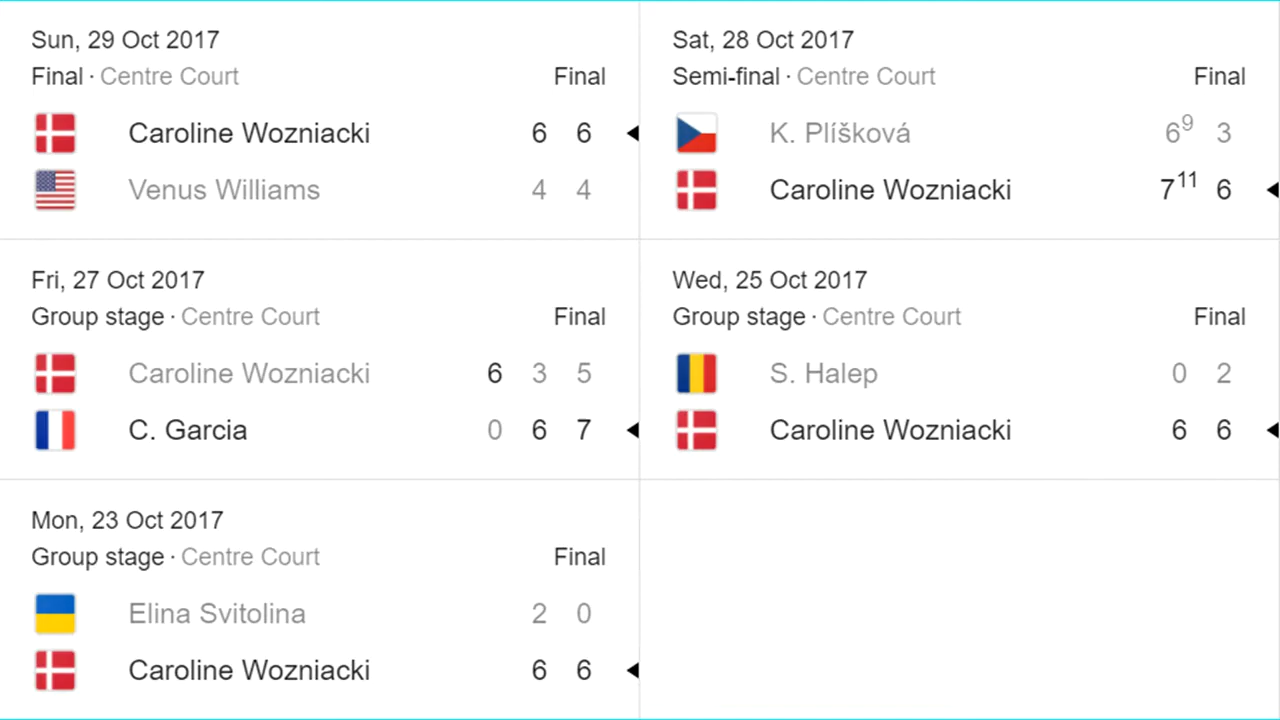 Sun, 29 Oct 2017
Final · Centre Court Final
Caroline Wozniacki 6 6
Venus Williams 4 4
Sat, 28 Oct 2017
Semi-final · Centre Court Final
K. Plíšková 6⁹ 3
Caroline Wozniacki 7¹¹ 6
Fri, 27 Oct 2017
Group stage · Centre Court Final
Caroline Wozniacki 6 3 5
C. Garcia 0 6 7
Wed, 25 Oct 2017
Group stage · Centre Court Final
S. Halep 0 2
Caroline Wozniacki 6 6
Mon, 23 Oct 2017
Group stage · Centre Court Final
Elina Svitolina 2 0
Caroline Wozniacki 6 6